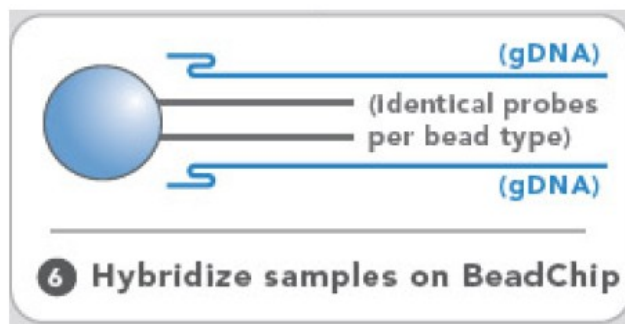 (gDNA)
(Identical probes
per bead type)
(gDNA)
6 Hybridize samples on BeadChip